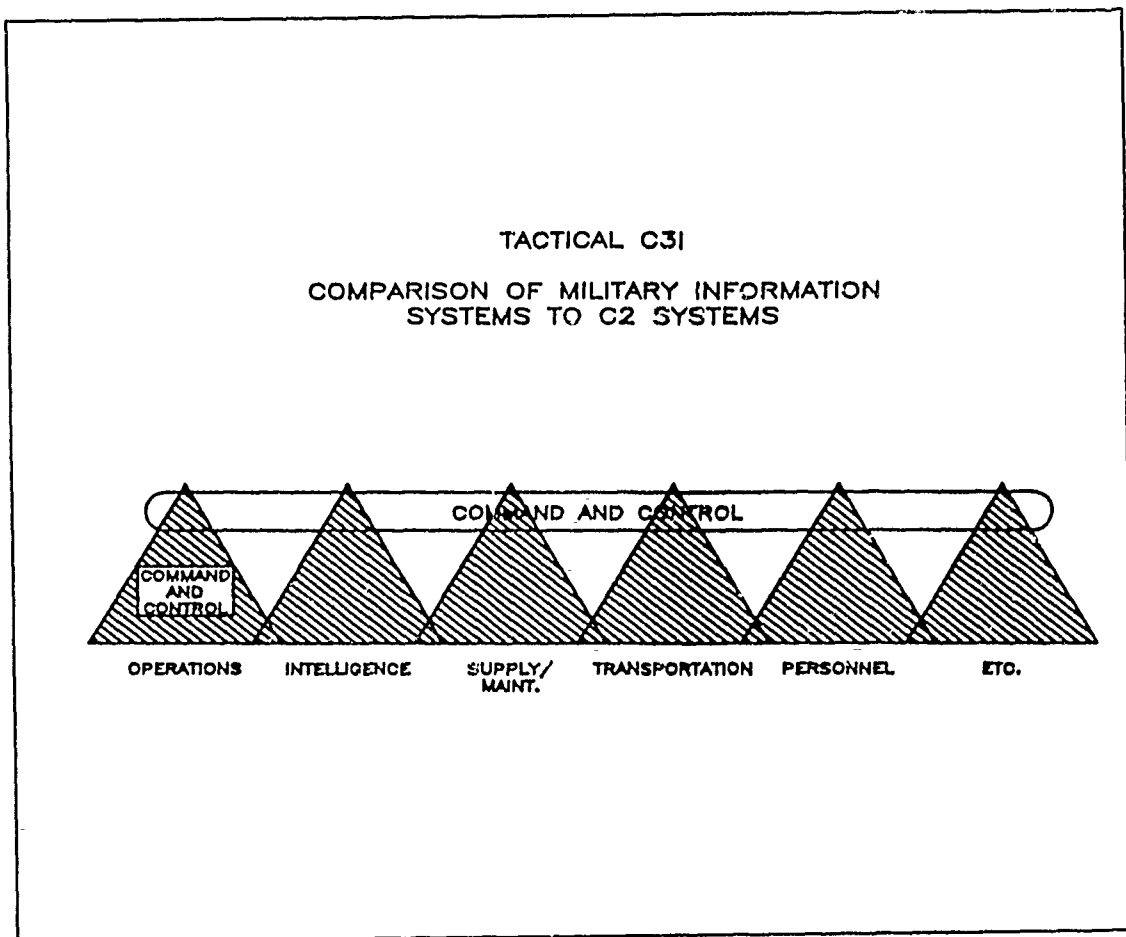 TACTICAL C3I
COMPARISON OF MILITARY INFORMATION
SYSTEMS TO C2 SYSTEMS
COMMAND AND CONTROL
COMMAND
AND
CONTROL
OPERATIONS
INTELLIGENCE
SUPPLY/
MAINT.
TRANSPORTATION
PERSONNEL
ETC.